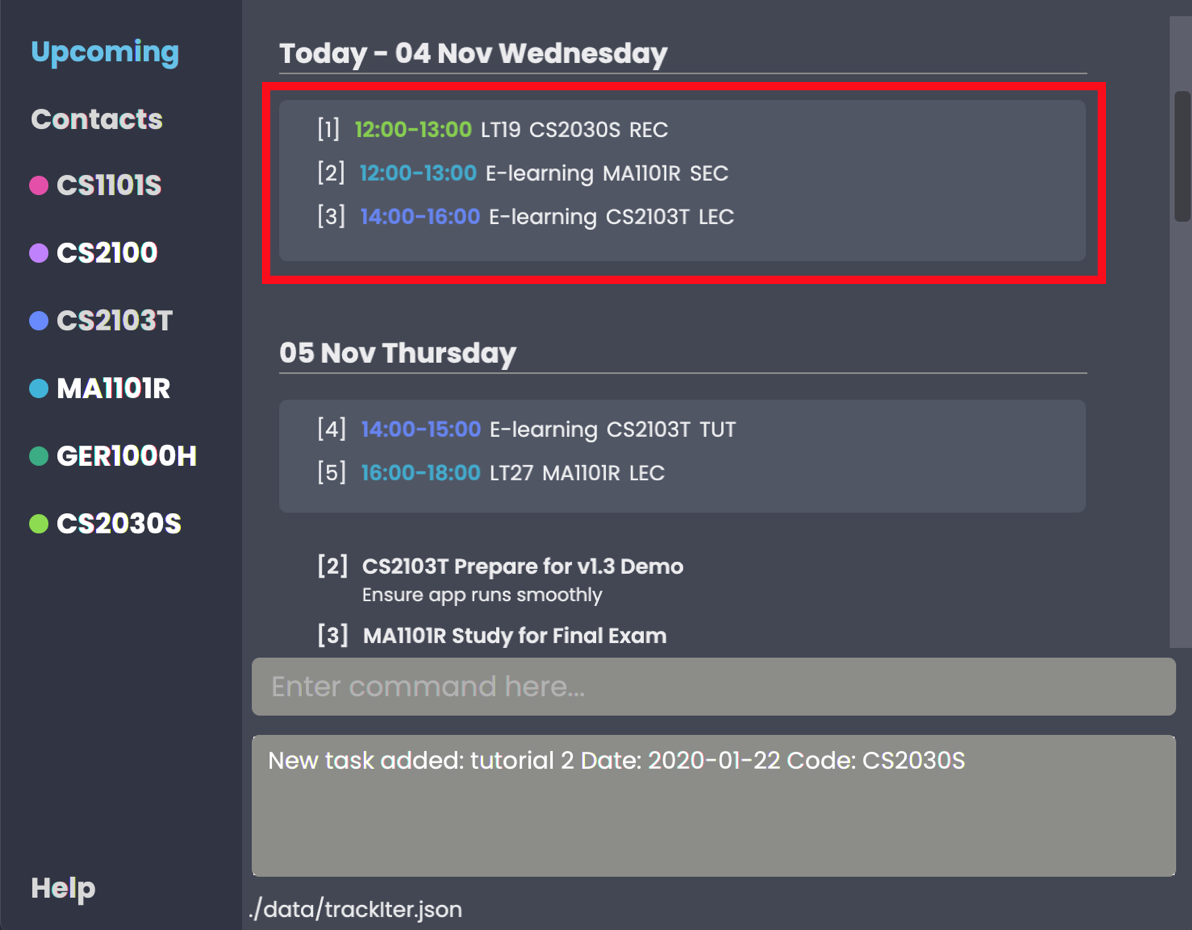 Upcoming
Contacts
CS1101S
CS2100
CS2103T
MA1101R
GER1000H
CS2030S
Help
Today - 04 Nov Wednesday
[1] 12:00-13:00 LT19 CS2030S REC
[2] 12:00-13:00 E-learning MA1101R SEC
[3] 14:00-16:00 E-learning CS2103T LEC
05 Nov Thursday
[4] 14:00-15:00 E-learning CS2103T TUT
[5] 16:00-18:00 LT27 MA1101R LEC
[2] CS2103T Prepare for v1.3 Demo
Ensure app runs smoothly
[3] MA1101R Study for Final Exam
Enter command here...
New task added: tutorial 2 Date: 2020-01-22 Code: CS2030S
./data/trackIter.json